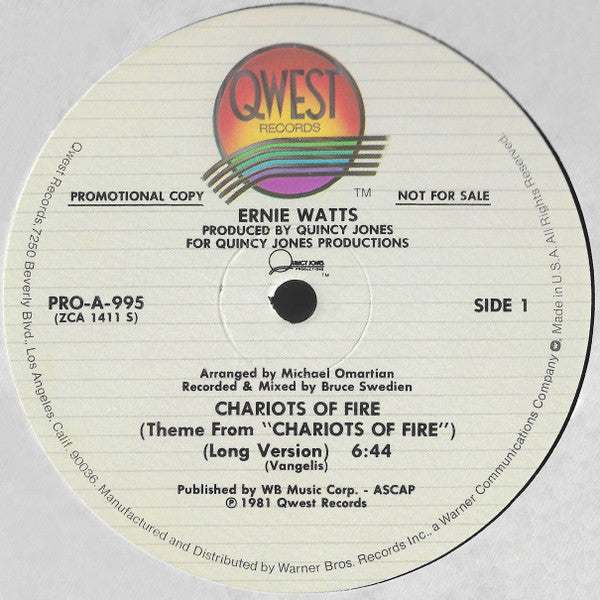 QWEST
RECORDS
TM
PROMOTIONAL COPY
NOT FOR SALE
ERNIE WATTS
PRODUCED BY QUINCY JONES
FOR QUINCY JONES PRODUCTIONS
QUINCY JONES
PRODUCTIONS
TM
PRO-A-995
(ZCA 1411 S)
SIDE 1
Arranged by Michael Omartian
Recorded & Mixed by Bruce Swedien
CHARIOTS OF FIRE
(Theme From "CHARIOTS OF FIRE")
(Long Version) 6:44
(Vangelis)
Published by WB Music Corp. - ASCAP
℗ 1981 Qwest Records
Qwest Records, 7250 Beverly Blvd., Los Angeles, Calif. 90036. Manufactured and Distributed by Warner Bros. Records Inc., a Warner Communications Company. Made in U.S.A. All Rights Reserved.